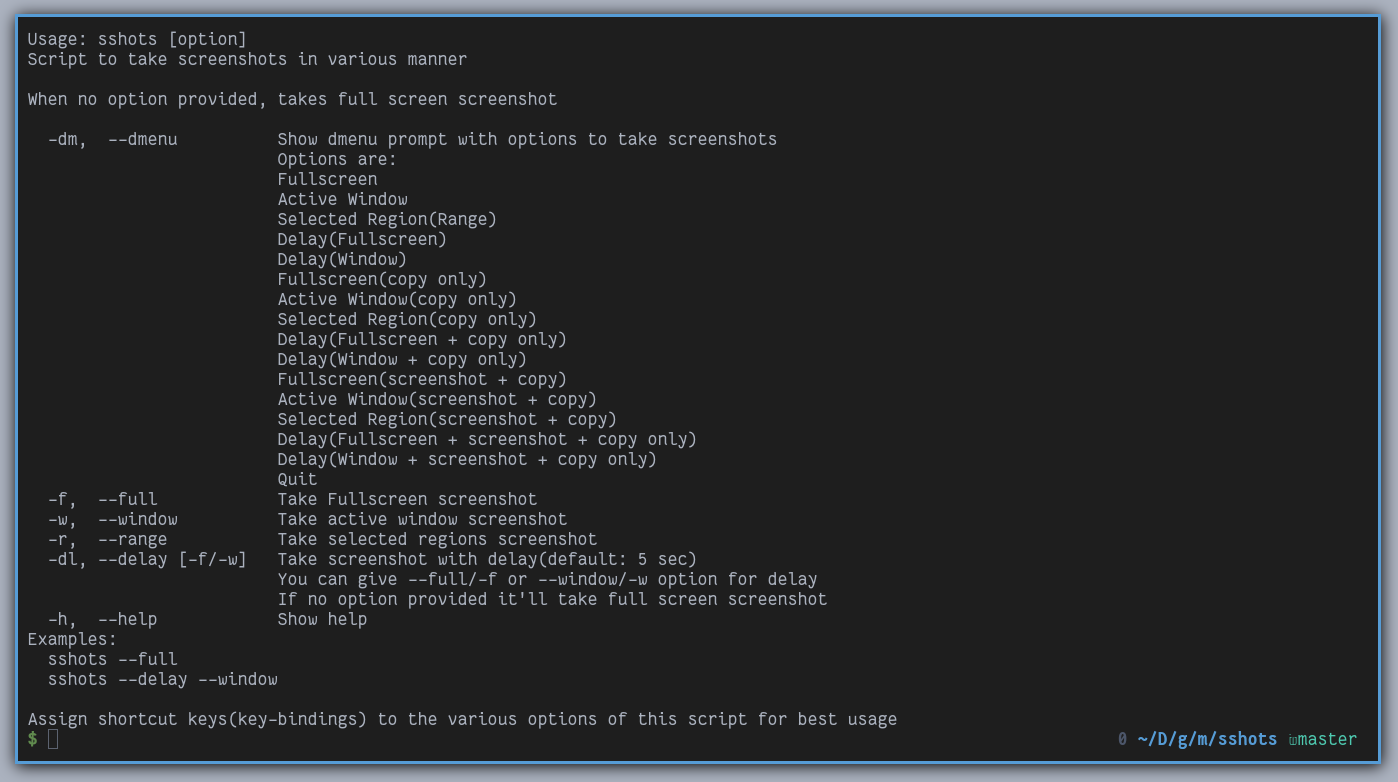 Usage: sshots [option]
Script to take screenshots in various manner

When no option provided, takes full screen screenshot

  -dm,  --dmenu          Show dmenu prompt with options to take screenshots
                         Options are:
                         Fullscreen
                         Active Window
                         Selected Region(Range)
                         Delay(Fullscreen)
                         Delay(Window)
                         Fullscreen(copy only)
                         Active Window(copy only)
                         Selected Region(copy only)
                         Delay(Fullscreen + copy only)
                         Delay(Window + copy only)
                         Fullscreen(screenshot + copy)
                         Active Window(screenshot + copy)
                         Selected Region(screenshot + copy)
                         Delay(Fullscreen + screenshot + copy only)
                         Delay(Window + screenshot + copy only)
                         Quit
  -f,  --full            Take Fullscreen screenshot
  -w,  --window          Take active window screenshot
  -r,  --range           Take selected regions screenshot
  -dl, --delay [-f/-w]   Take screenshot with delay(default: 5 sec)
                         You can give --full/-f or --window/-w option for delay
                         If no option provided it'll take full screen screenshot
  -h,  --help            Show help
Examples:
  sshots --full
  sshots --delay --window

Assign shortcut keys(key-bindings) to the various options of this script for best usage
$ 0 ~/D/g/m/sshots master